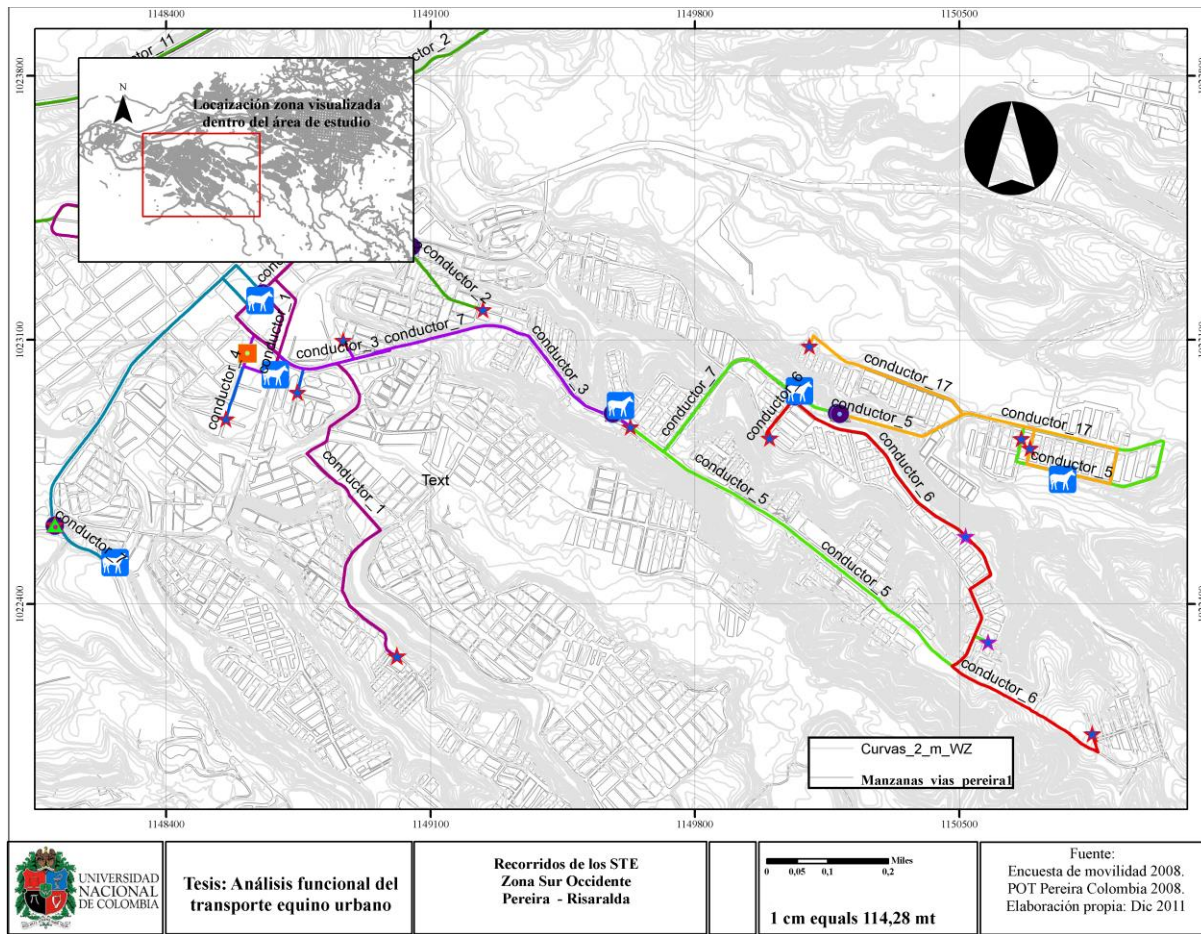 1148400 1149100 1149800 1150500
1023800
conductor_11
conductor_2
N
Locaización zona visualizada
dentro del área de estudio
conductor_2
conductor_1
conductor_3 conductor_7
1023100
conductor_4
conductor_3
conductor_7
conductor_6
conductor_17
conductor_5
conductor_17
conductor_5
conductor_1
Text
conductor_5
conductor_6
conductor_5
1022400
conductor_6
Curvas_2_m_WZ
Manzanas_vias_pereira1
1148400 1149100 1149800 1150500
UNIVERSIDAD
NACIONAL
DE COLOMBIA
Tesis: Análisis funcional del
transporte equino urbano
Recorridos de los STE
Zona Sur Occidente
Pereira - Risaralda
Miles
0 0,05 0,1 0,2
1 cm equals 114,28 mt
Fuente:
Encuesta de movilidad 2008.
POT Pereira Colombia 2008.
Elaboración propia: Dic 2011